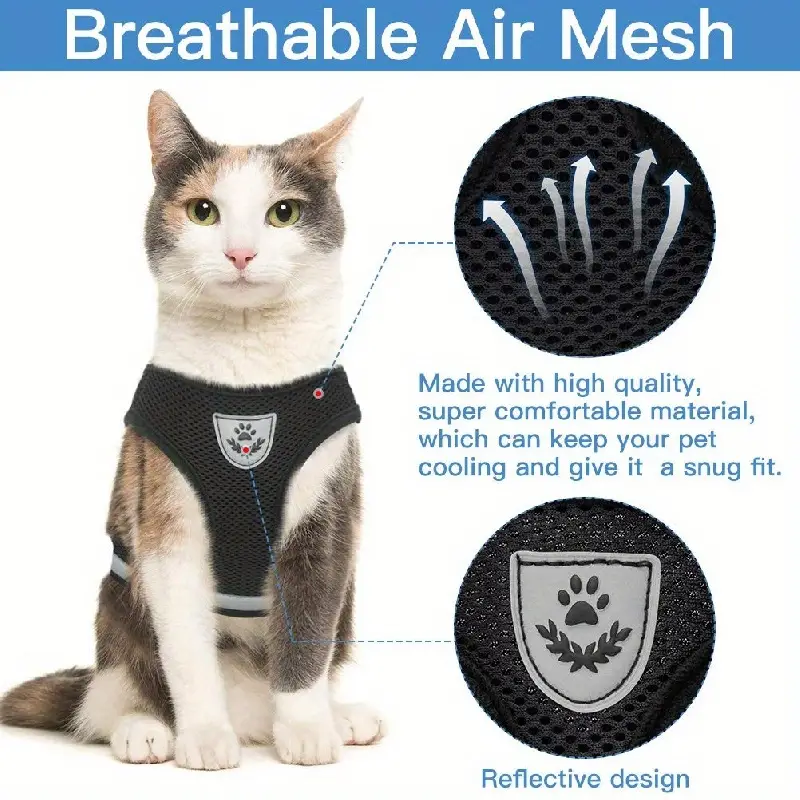 Breathable Air Mesh
Made with high quality,
super comfortable material,
which can keep your pet
cooling and give it a snug fit.
Reflective design